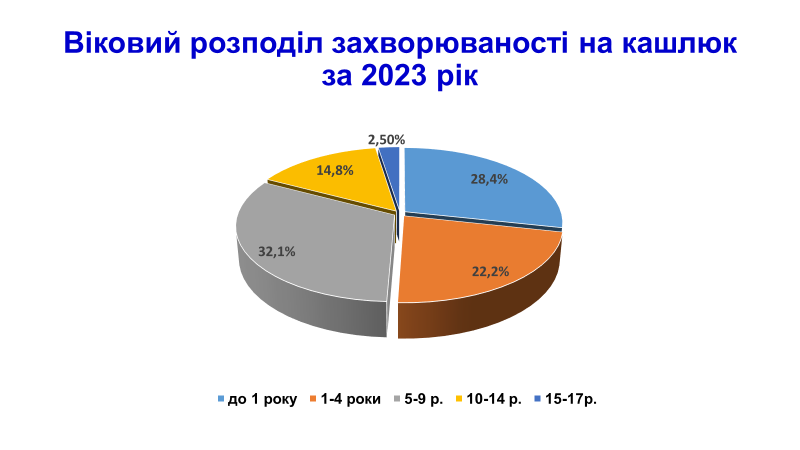 Віковий розподіл захворюваності на кашлюк
за 2023 рік
2,50%
14,8%
28,4%
32,1%
22,2%
до 1 року 1-4 роки 5-9 р. 10-14 р. 15-17р.